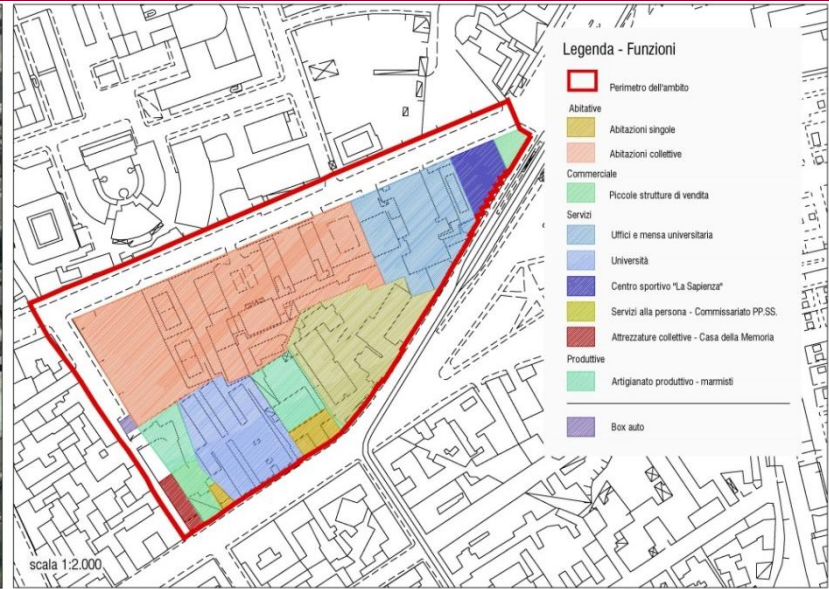 Legenda - Funzioni
Perimetro dell'ambito
Abitative
Abitazioni singole
Abitazioni collettive
Commerciale
Piccole strutture di vendita
Servizi
Uffici e mensa universitaria
Università
Centro sportivo "La Sapienza"
Servizi alla persona - Commissariato PP.SS.
Attrezzature collettive - Casa della Memoria
Produttive
Artigianato produttivo - marmisti
Box auto
scala 1:2.000